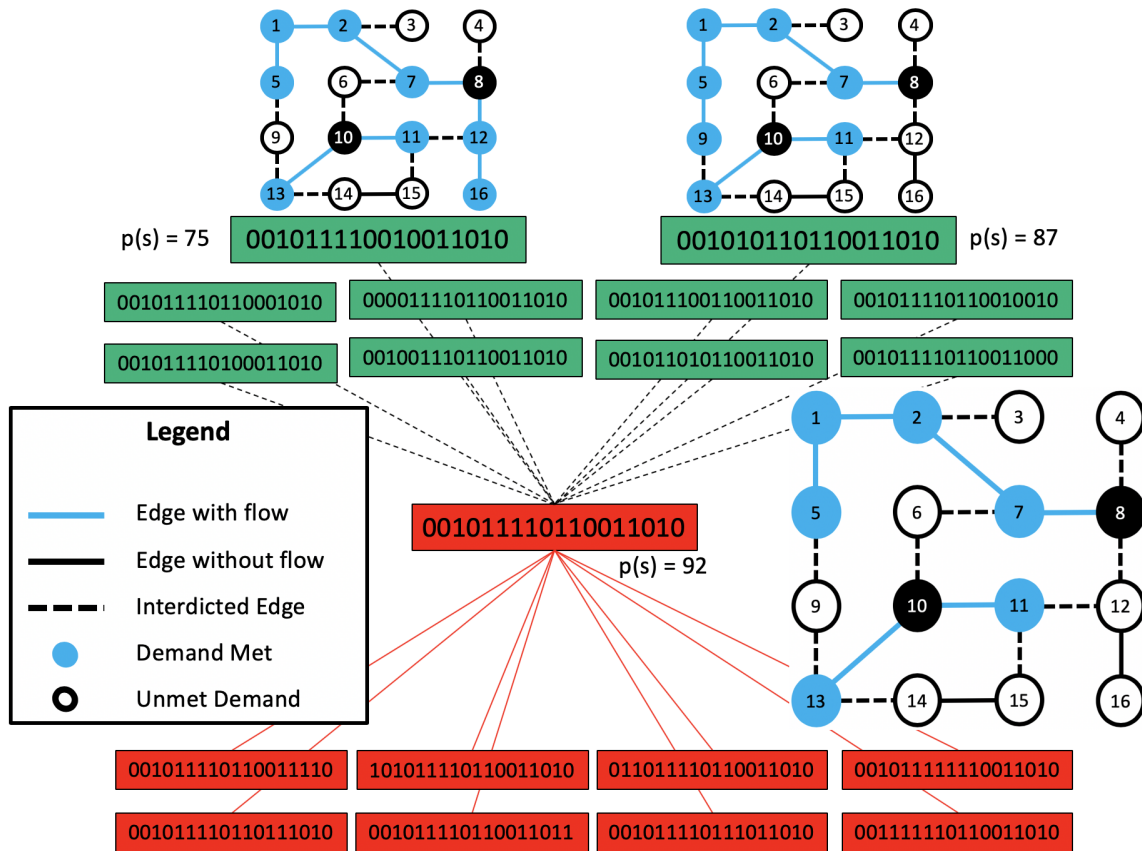 1 2 3 4
5 6 7 8
9 10 11 12
13 14 15 16
1 2 3 4
5 6 7 8
9 10 11 12
13 14 15 16
p(s) = 75
001011110010011010
001010110110011010
p(s) = 87
001011110110001010
000011110110011010
001011100110011010
001011110110010010
001011110100011010
001001110110011010
001011010110011010
001011110110011000
Legend
Edge with flow
Edge without flow
Interdicted Edge
Demand Met
Unmet Demand
001011110110011010
p(s) = 92
1 2 3 4
5 6 7 8
9 10 11 12
13 14 15 16
001011110110011110
101011110110011010
011011110110011010
001011111110011010
001011110110111010
001011110110011011
001011110111011010
001111110110011010